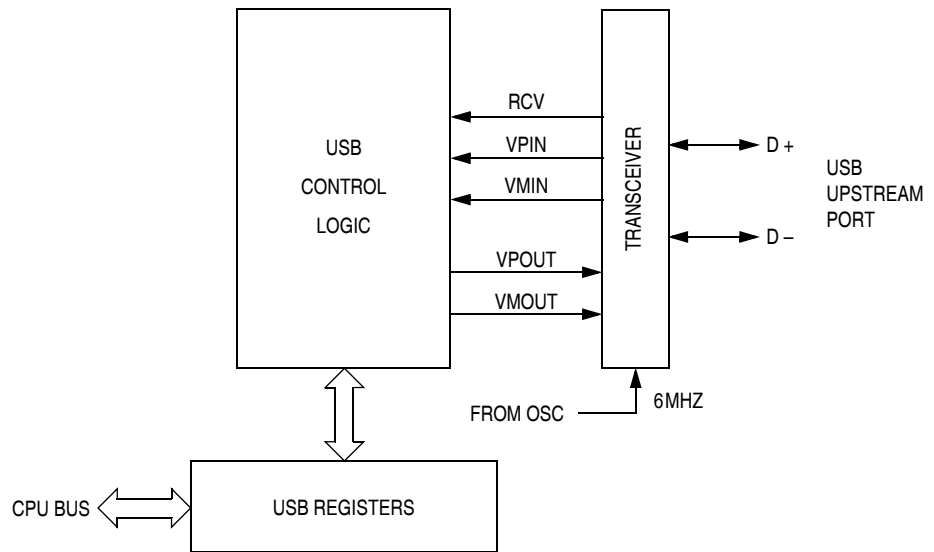 USB
CONTROL
LOGIC
RCV
VPIN
VMIN
VPOUT
VMOUT
TRANSCEIVER
D +
D –
USB
UPSTREAM
PORT
FROM OSC
6MHZ
CPU BUS
USB REGISTERS